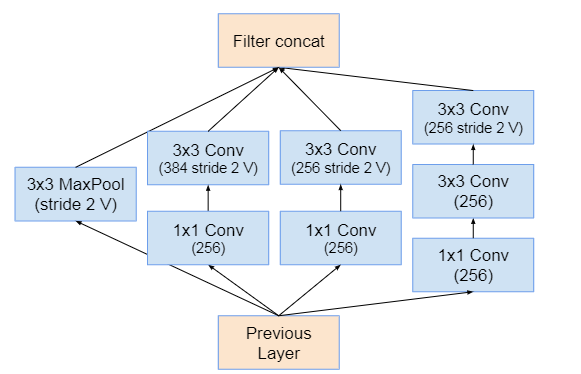 Filter concat
3x3 MaxPool
(stride 2 V)
3x3 Conv
(384 stride 2 V)
1x1 Conv
(256)
3x3 Conv
(256 stride 2 V)
1x1 Conv
(256)
3x3 Conv
(256 stride 2 V)
3x3 Conv
(256)
1x1 Conv
(256)
Previous
Layer